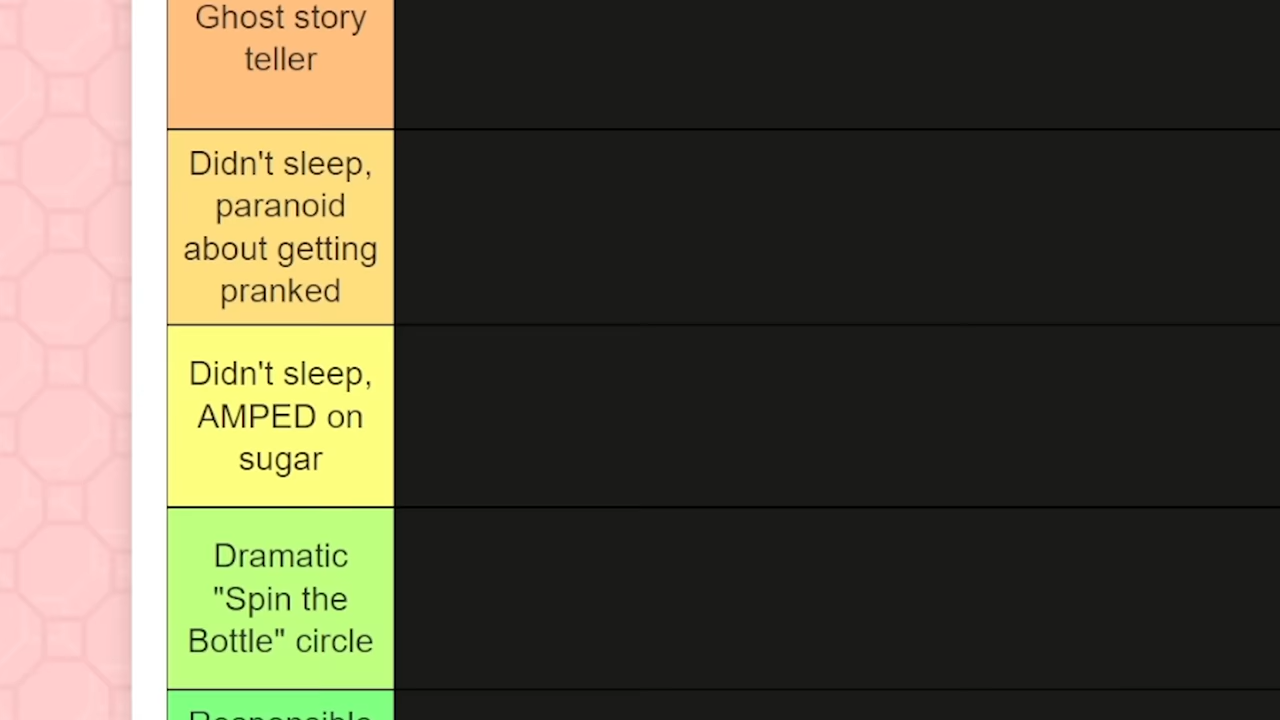 Ghost story
teller
Didn't sleep,
paranoid
about getting
pranked
Didn't sleep,
AMPED on
sugar
Dramatic
"Spin the
Bottle" circle
Responsible